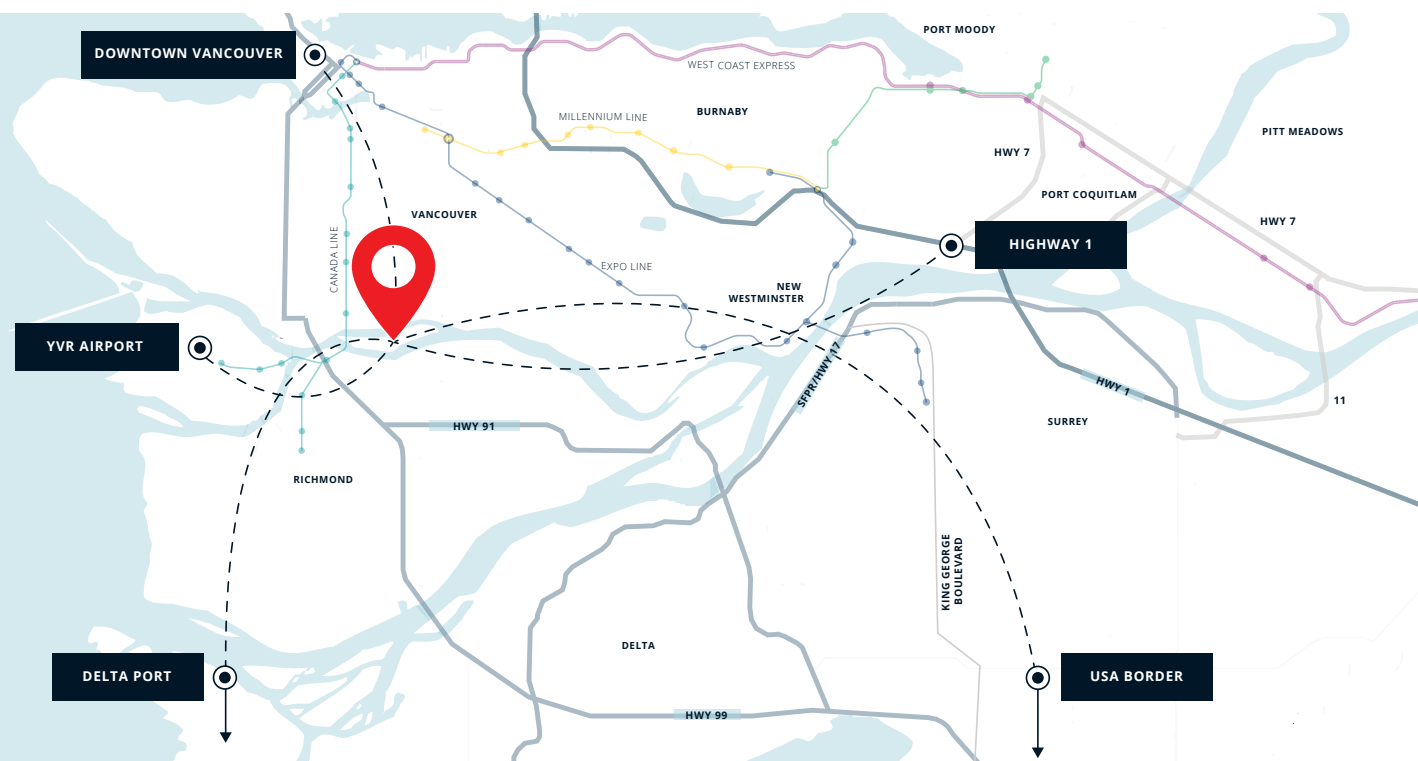 PORT MOODY
DOWNTOWN VANCOUVER
WEST COAST EXPRESS
BURNABY
MILLENNIUM LINE
PITT MEADOWS
HWY 7
PORT COQUITLAM
VANCOUVER
HWY 7
HIGHWAY 1
CANADA LINE
EXPO LINE
NEW
WESTMINSTER
YVR AIRPORT
SFPR/HWY 17
HWY 1
11
SURREY
HWY 91
RICHMOND
KING GEORGE
BOULEVARD
DELTA
DELTA PORT
USA BORDER
HWY 99